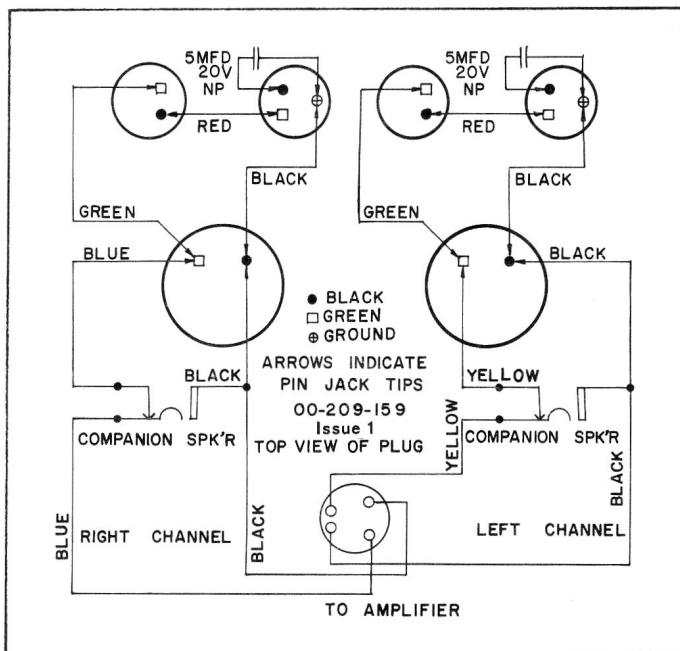 5MFD
20V
NP
RED
BLACK
GREEN
BLUE
5MFD
20V
NP
RED
BLACK
GREEN
BLACK
● BLACK
□ GREEN
⊕ GROUND
ARROWS INDICATE
PIN JACK TIPS
00-209-159
Issue 1
TOP VIEW OF PLUG
BLACK
COMPANION SPK'R
YELLOW
COMPANION SPK'R
YELLOW
BLACK
BLUE
RIGHT CHANNEL
BLACK
LEFT CHANNEL
TO AMPLIFIER